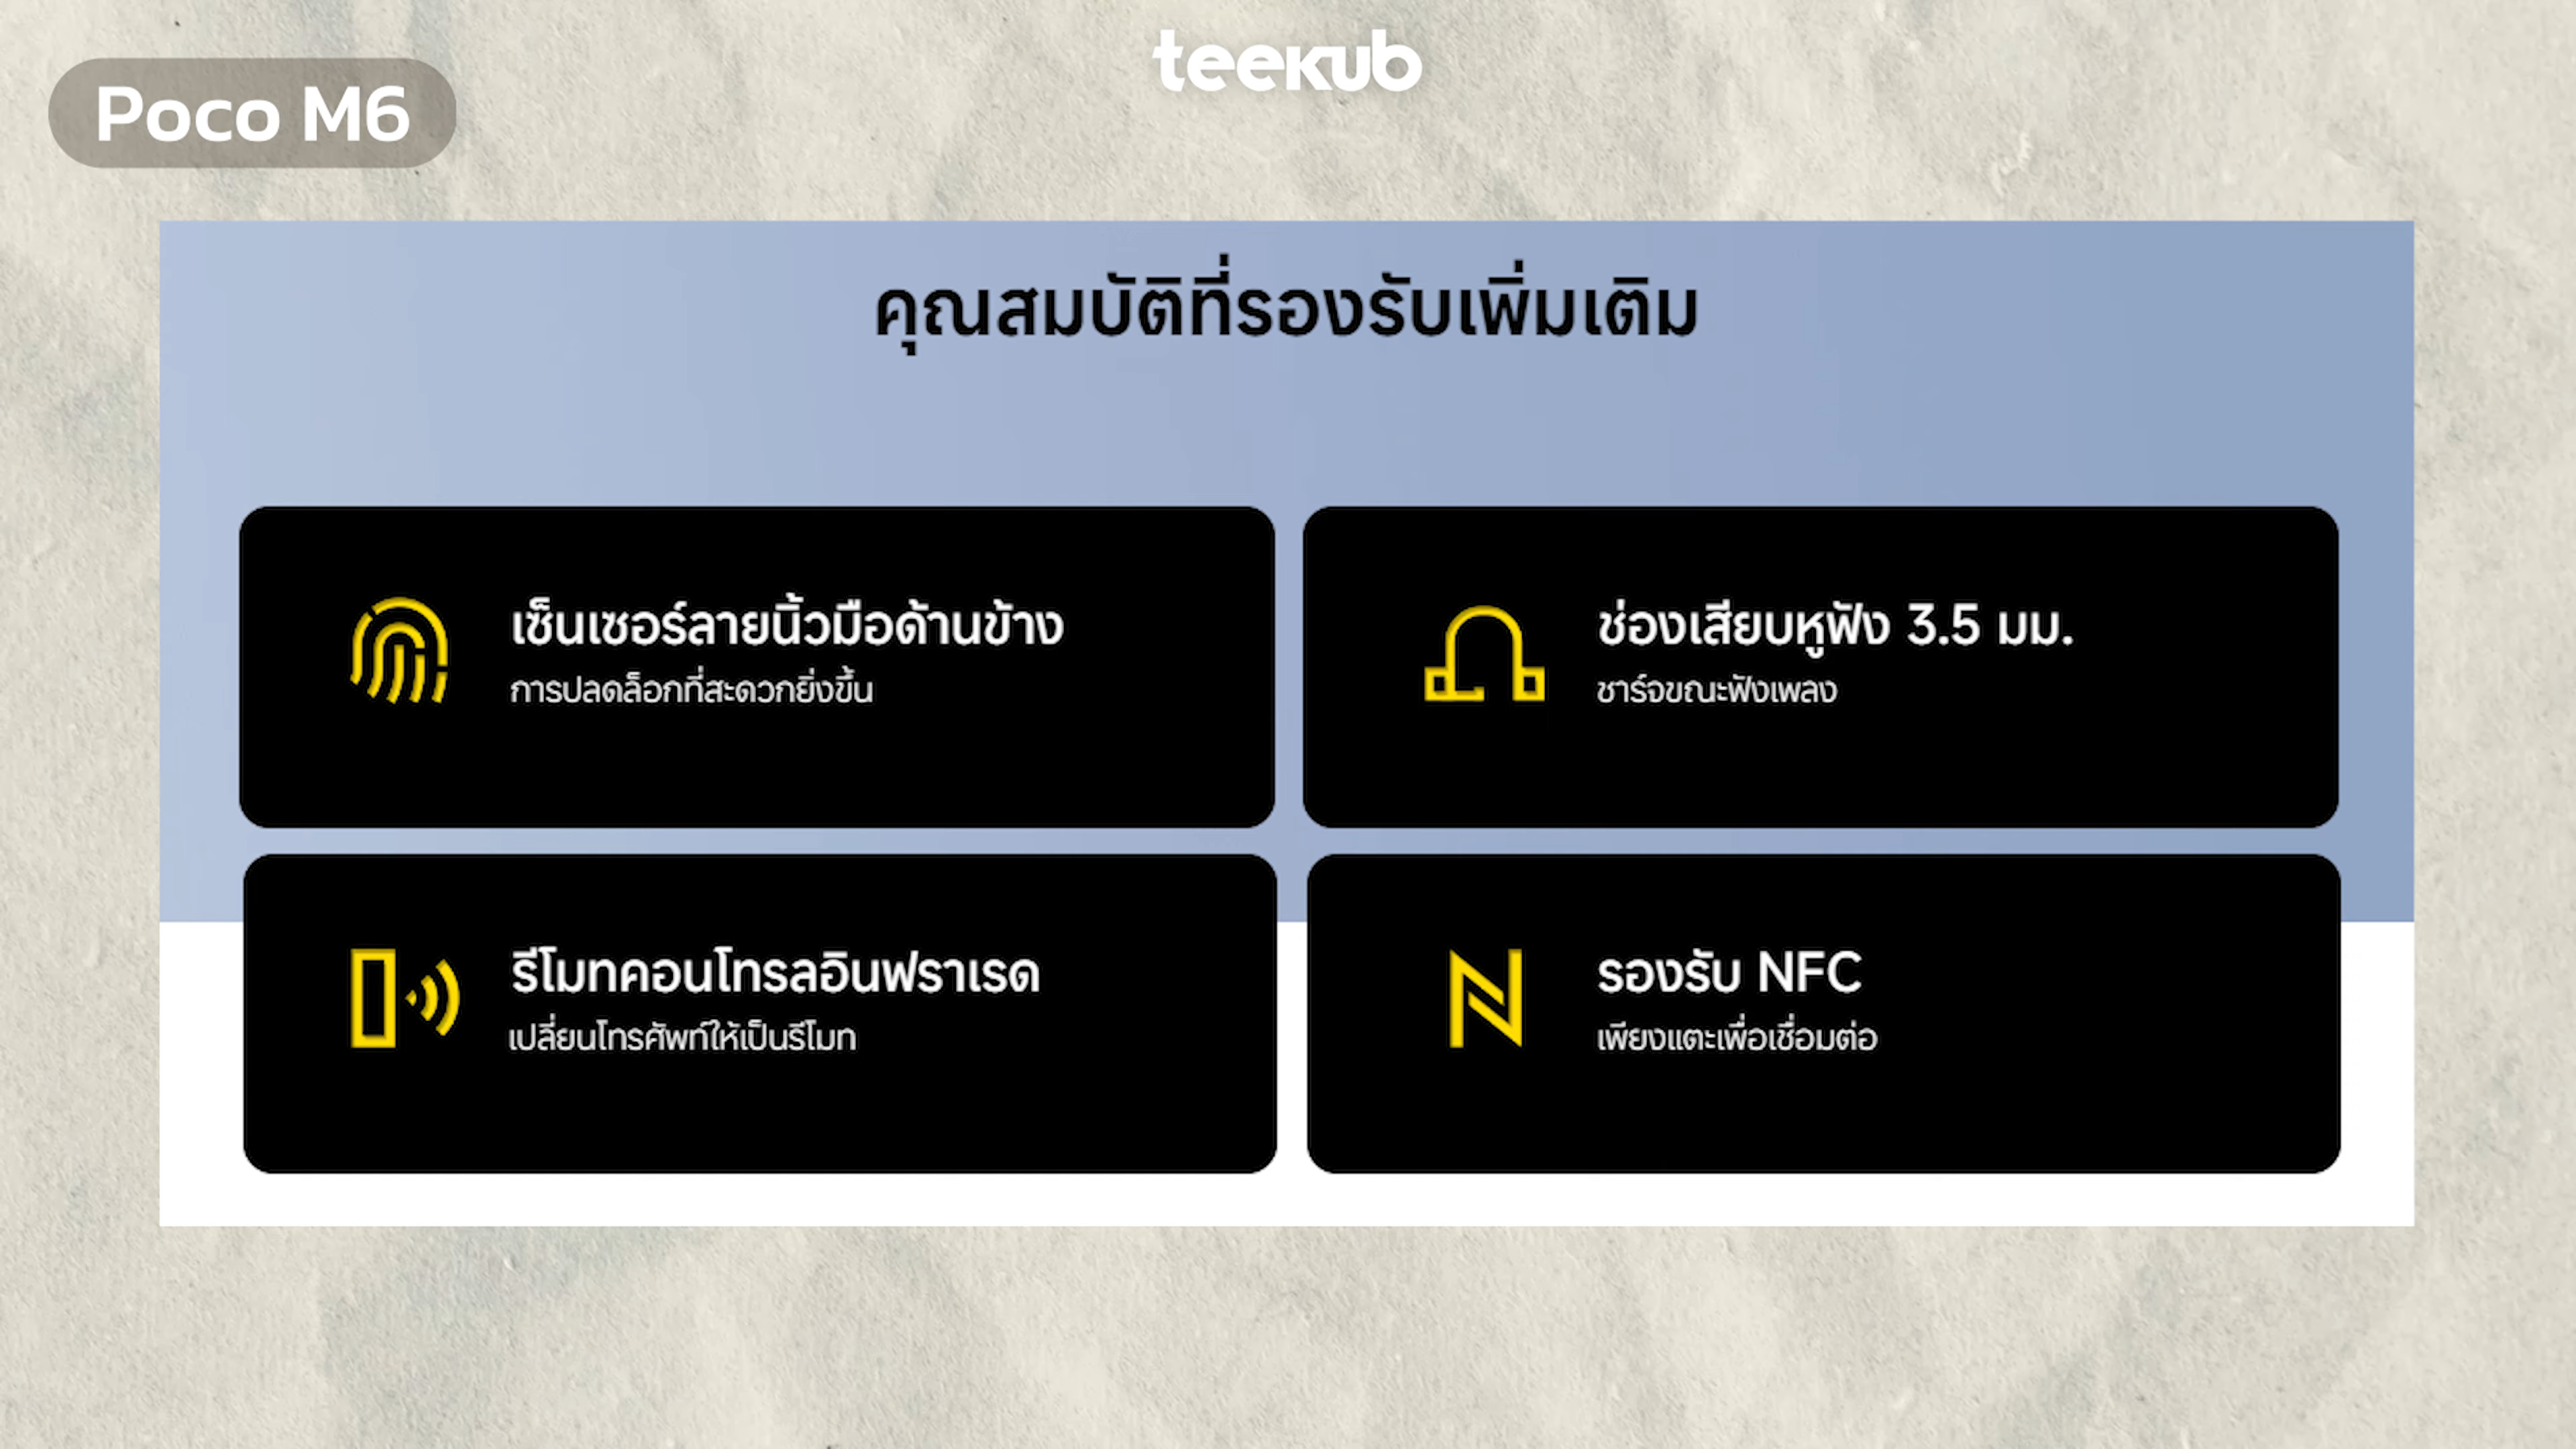 teekub
Poco M6
คุณสมบัติที่รองรับเพิ่มเติม
เซ็นเซอร์ลายนิ้วมือด้านข้าง
การปลดล็อกที่สะดวกยิ่งขึ้น
ช่องเสียบหูฟัง 3.5 มม.
ชาร์จขณะฟังเพลง
รีโมทคอนโทรลอินฟราเรด
เปลี่ยนโทรศัพท์ให้เป็นรีโมท
รองรับ NFC
เพียงแตะเพื่อเชื่อมต่อ